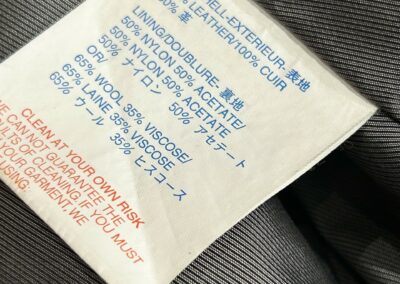 ELL-EXTERIEUR-表地
LEATHER/100% CUIR
0% 革
LINING/DOUBLURE-裏地
50% NYLON 50% ACETATE/
50% NYLON 50% ACETATE
50% ナイロン 50% アセテート
OR/
65% WOOL 35% VISCOSE/
65% LAINE 35% VISCOSE
65% ウール 35% ビスコース
CLEAN AT YOUR OWN RISK
WE CANNOT GUARANTEE THE
ULTS OF CLEANING. IF YOU MUST
YOUR GARMENT, WE
ISING: